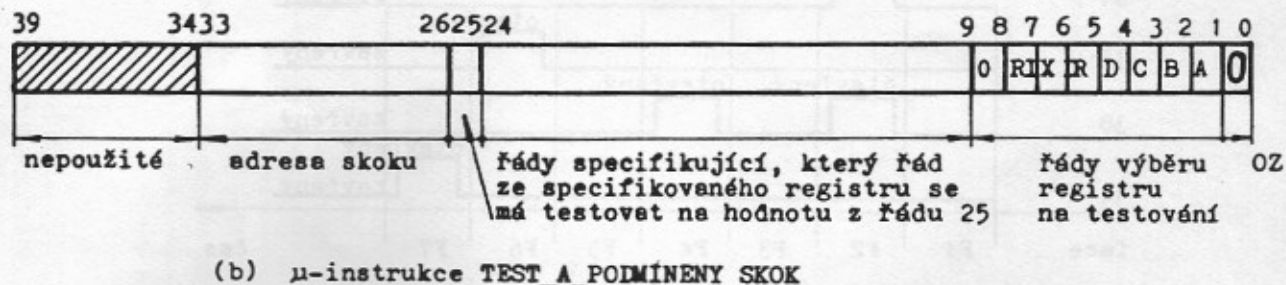 39 3433 262524 9 8 7 6 5 4 3 2 1 0
0 RIX IR D C B A 0
nepoužité adresa skoku řády specifikující, který řád řády výběru OZ
ze specifikovaného registru se registru
má testovat na hodnotu z řádu 25 na testování
(b) μ-instrukce TEST A PODMÍNENY SKOK